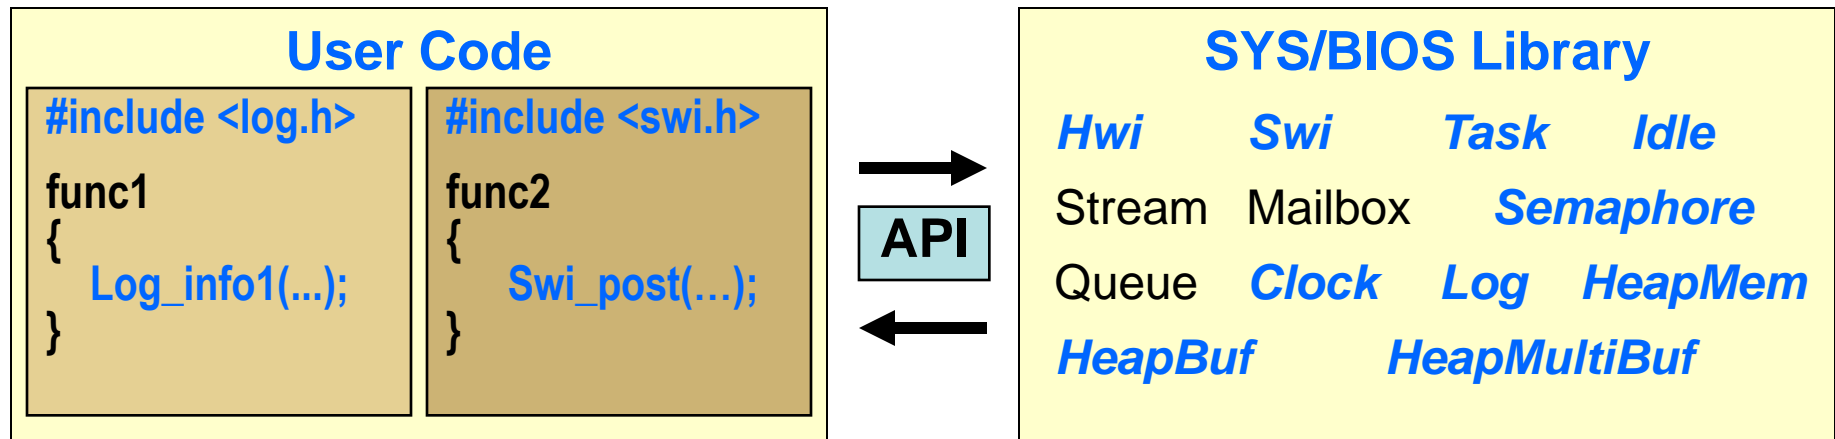 User Code
#include <log.h>
func1
{
Log_info1(...);
}
#include <swi.h>
func2
{
Swi_post(…);
}
API
SYS/BIOS Library
Hwi Swi Task Idle
Stream Mailbox Semaphore
Queue Clock Log HeapMem
HeapBuf HeapMultiBuf